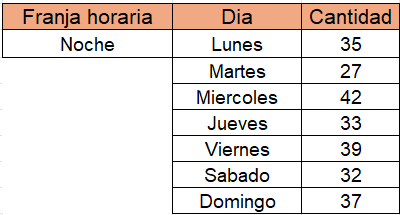 Franja horaria Dia Cantidad
Noche Lunes 35
Martes 27
Miercoles 42
Jueves 33
Viernes 39
Sabado 32
Domingo 37